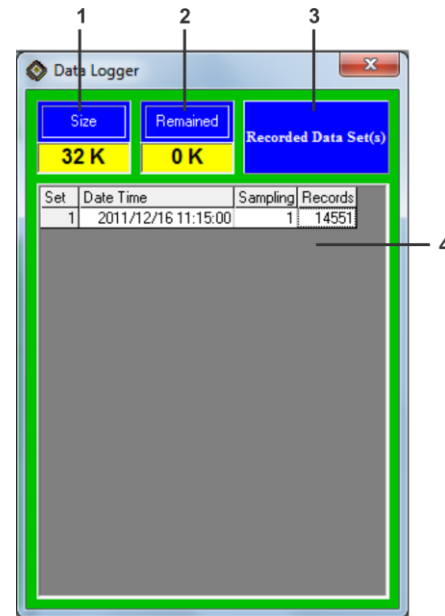 1 2 3
Data Logger
Size Remained Recorded Data Set(s)
32 K 0 K
Set Date Time Sampling Records
1 2011/12/16 11:15:00 1 14551
4